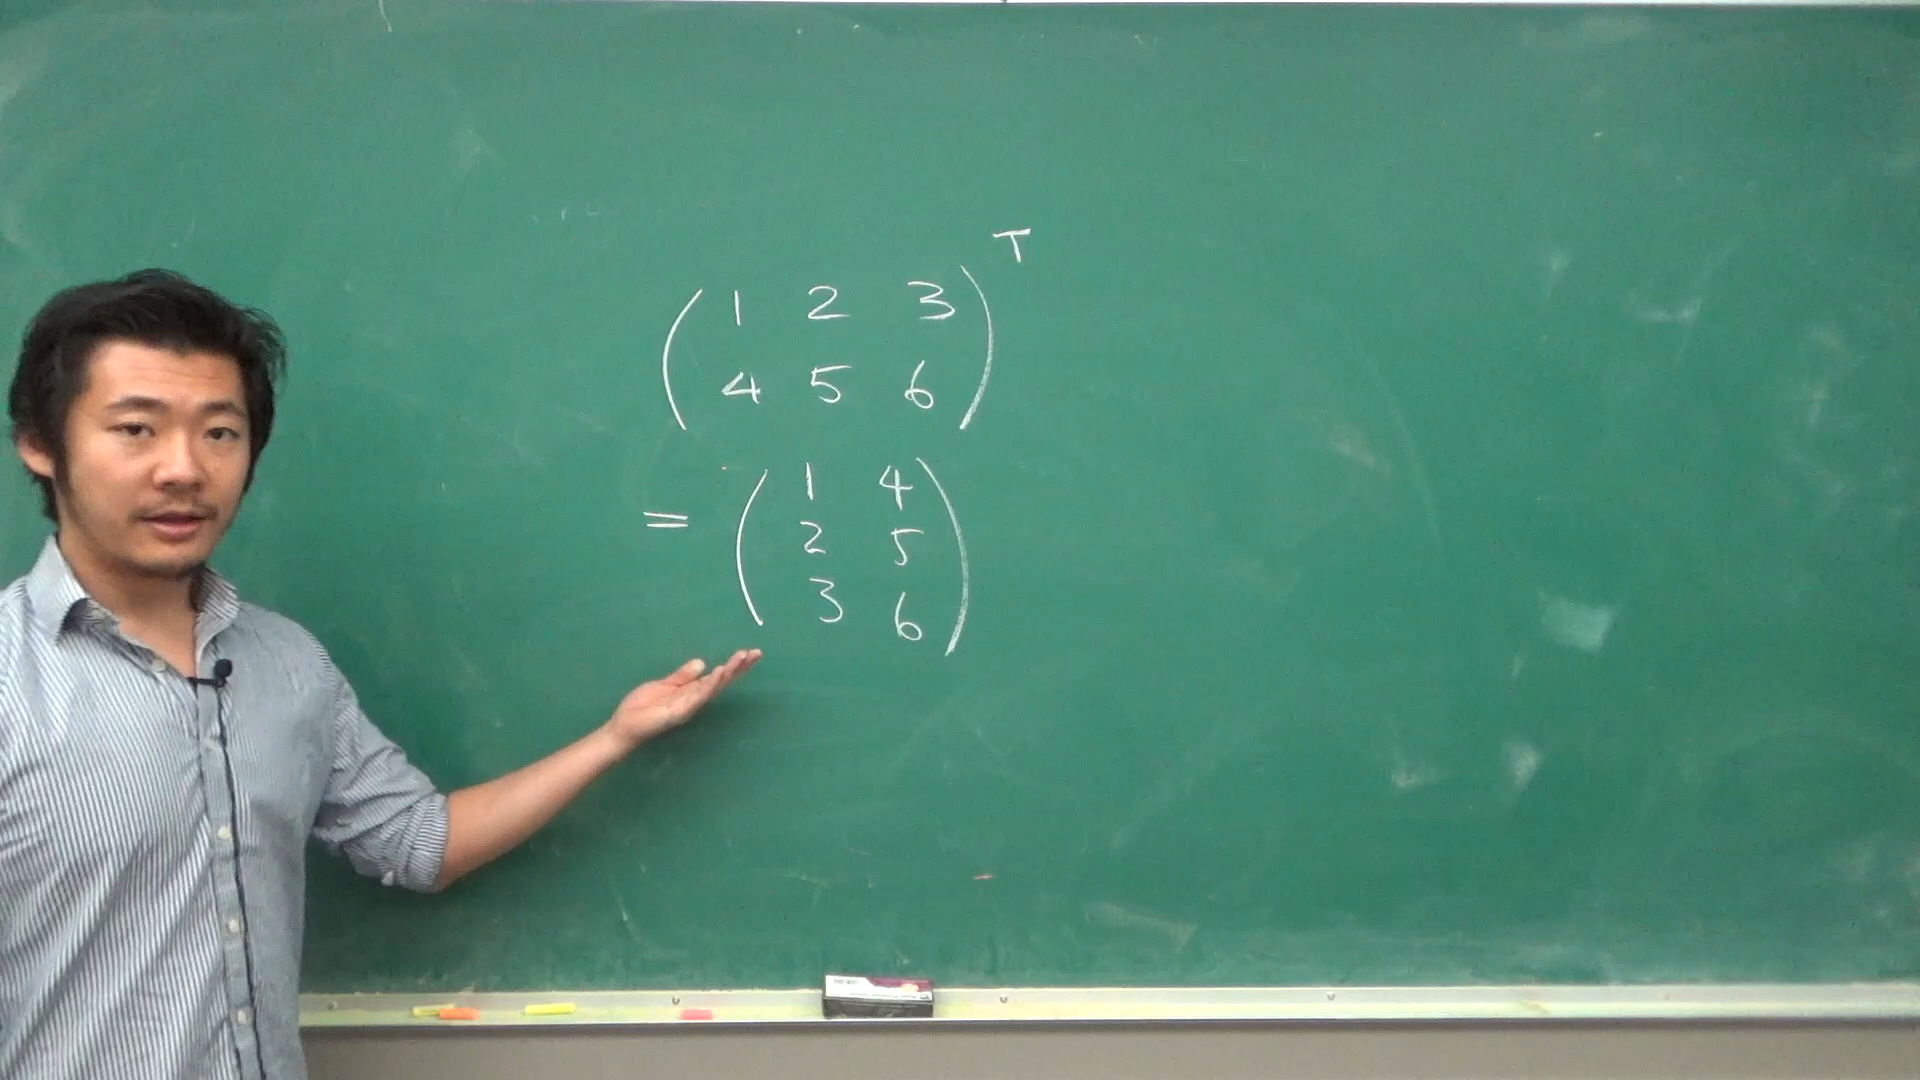 T
( 1 2 3 )
( 4 5 6 )
= ( 1 4 )
( 2 5 )
( 3 6 )